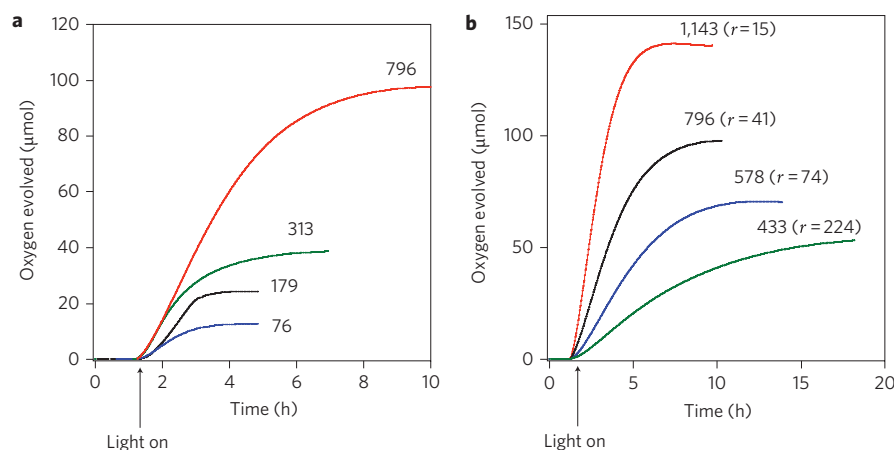 a
120
100
80
60
40
20
0
Oxygen evolved (μmol)
796
313
179
76
0 2 4 6 8 10
Time (h)
Light on
b
150
100
50
0
Oxygen evolved (μmol)
1,143 (r = 15)
796 (r = 41)
578 (r = 74)
433 (r = 224)
0 5 10 15 20
Time (h)
Light on